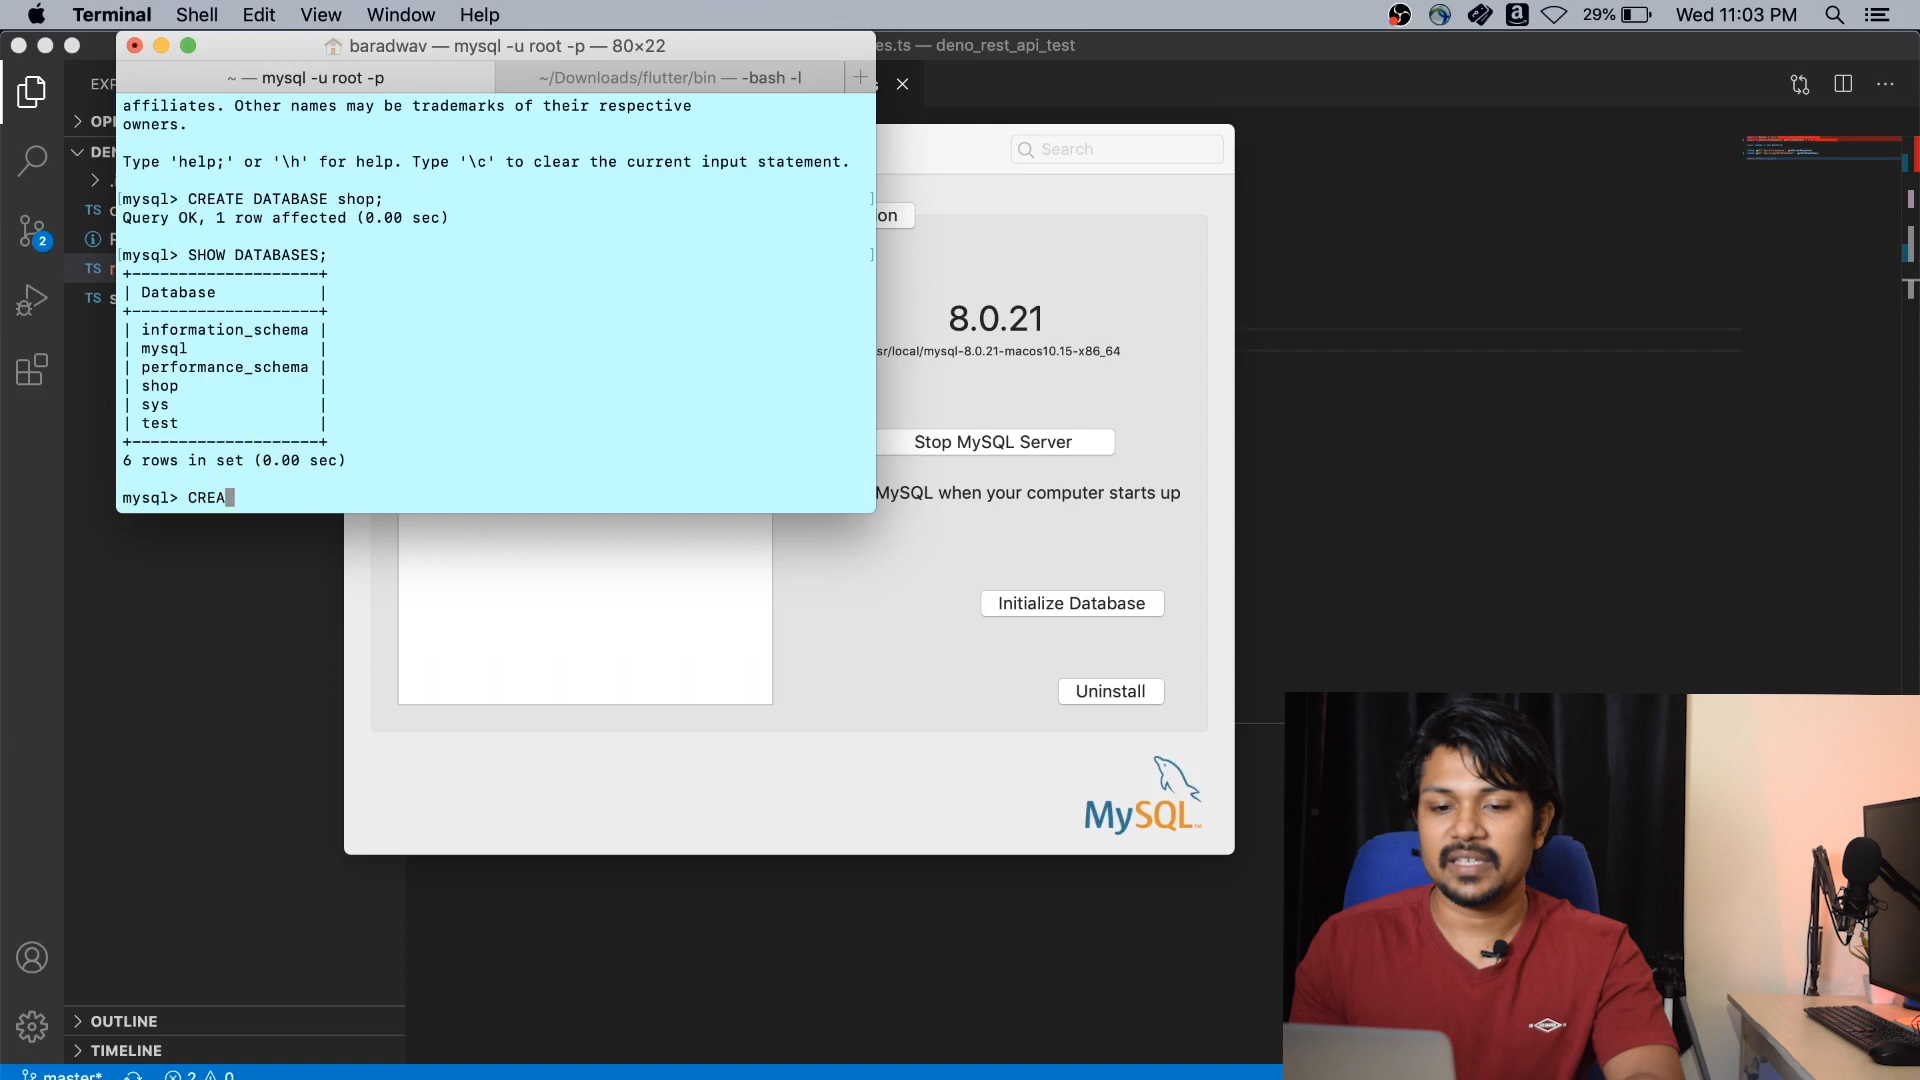 Terminal Shell Edit View Window Help
29% Wed 11:03 PM
baradwav — mysql -u root -p — 80×22
es.ts — deno_rest_api_test
~ — mysql -u root -p
~/Downloads/flutter/bin — -bash -l
EXP
OPE
DEN
TS
TS
TS
2
affiliates. Other names may be trademarks of their respective
owners.
Type 'help;' or '\h' for help. Type '\c' to clear the current input statement.
mysql> CREATE DATABASE shop;
Query OK, 1 row affected (0.00 sec)
mysql> SHOW DATABASES;
+--------------------+
| Database           |
+--------------------+
| information_schema |
| mysql              |
| performance_schema |
| shop               |
| sys                |
| test               |
+--------------------+
6 rows in set (0.00 sec)
mysql> CREA
Search
on
8.0.21
sr/local/mysql-8.0.21-macos10.15-x86_64
Stop MySQL Server
MySQL when your computer starts up
Initialize Database
Uninstall
MySQL™
OUTLINE
TIMELINE
master* 2 0